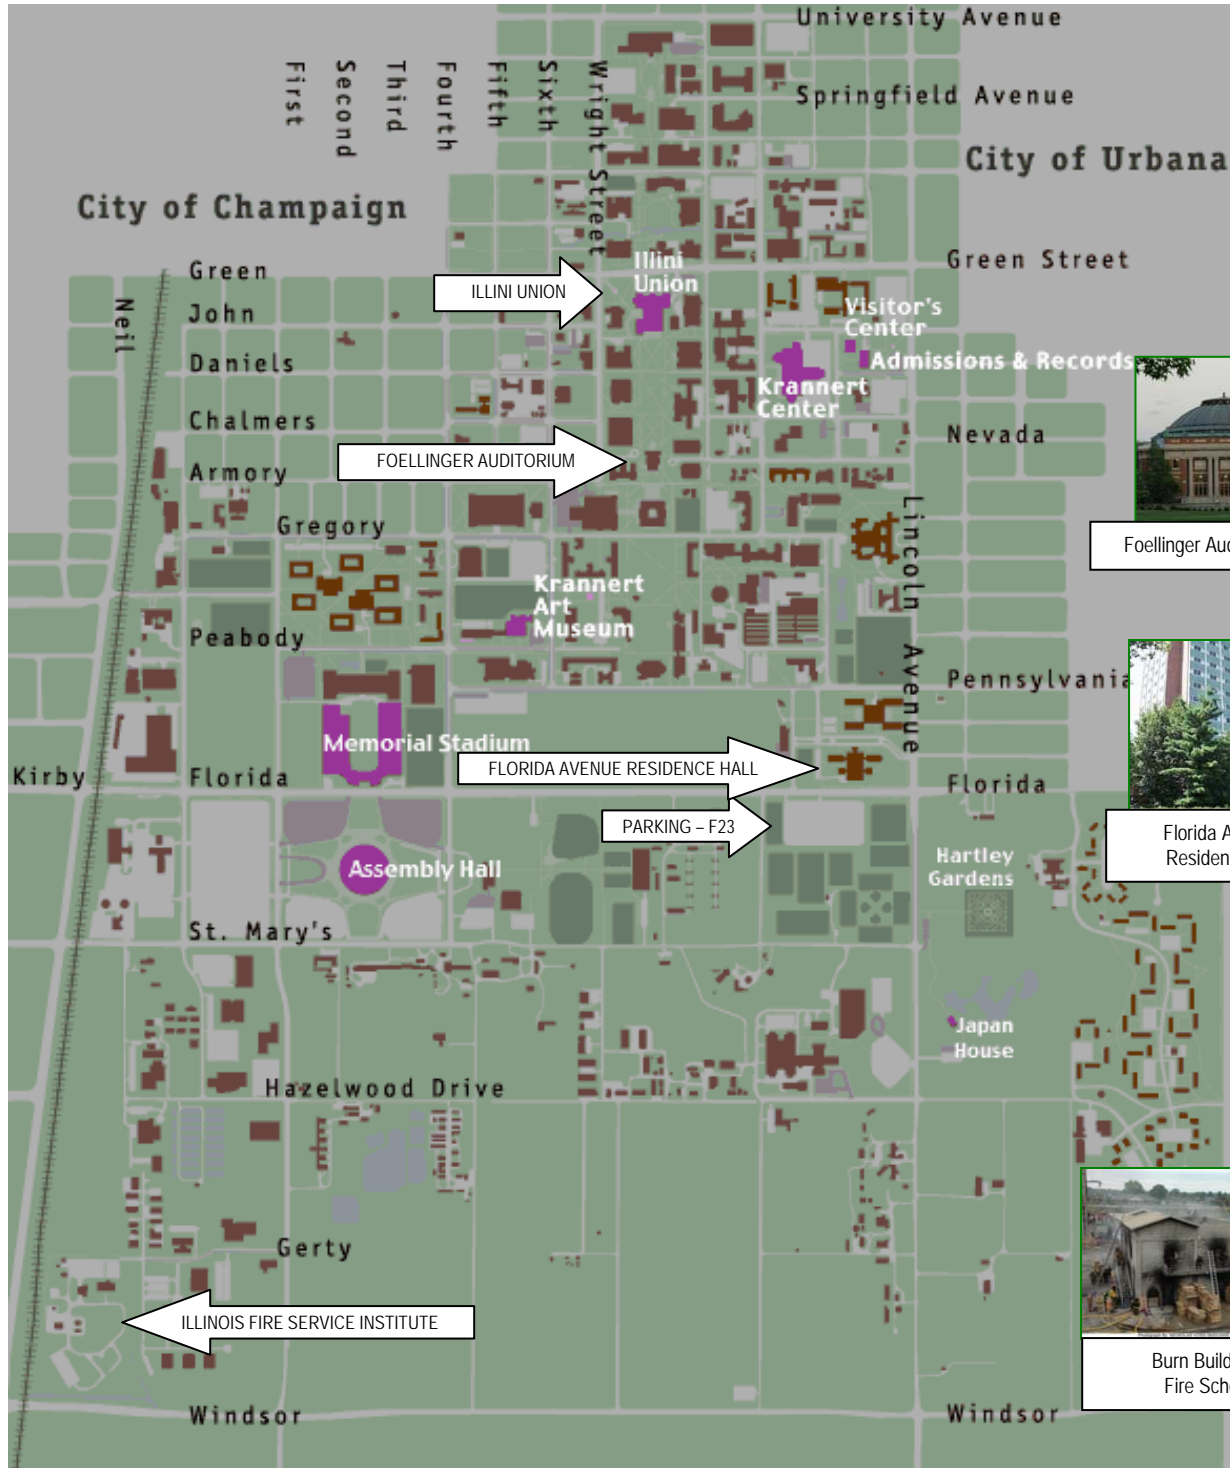 University Avenue
Springfield Avenue
First
Second
Third
Fourth
Fifth
Sixth
Wright Street
City of Urbana
City of Champaign
Green
Green Street
Illini
Union
ILLINI UNION
Neil
John
Visitor's
Center
Daniels
Admissions & Records
Krannert
Center
Chalmers
Nevada
FOELLINGER AUDITORIUM
Armory
Gregory
Lincoln Avenue
Foellinger
Krannert
Art
Museum
Peabody
Pennsylvania
Memorial Stadium
FLORIDA AVENUE RESIDENCE HALL
Kirby
Florida
Florida
PARKING – F23
Florida A
Residen
Assembly Hall
Hartley
Gardens
St. Mary's
Japan
House
Hazelwood Drive
Gerty
ILLINOIS FIRE SERVICE INSTITUTE
Burn Build
Fire Sch
Windsor
Windsor